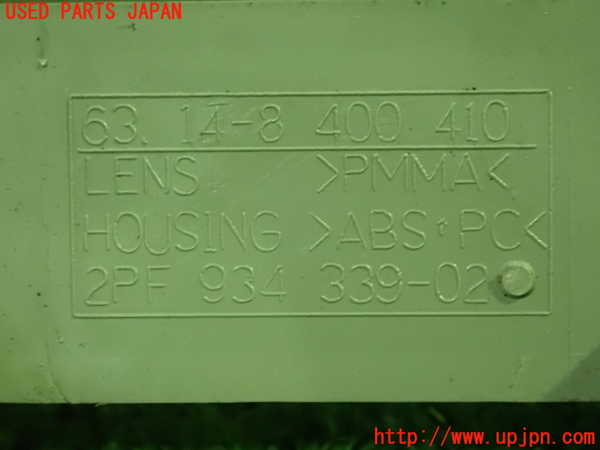 USED PARTS JAPAN
63. 14-8 400 410
LENS >PMMA<
HOUSING >ABS+PC<
2PF 934 339-02
http://www.upjpn.com/